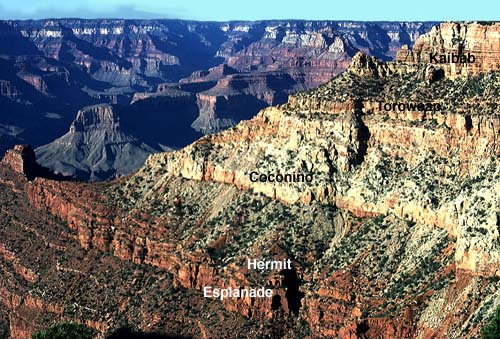 Kaibab
Toroweap
Coconino
Hermit
Esplanade